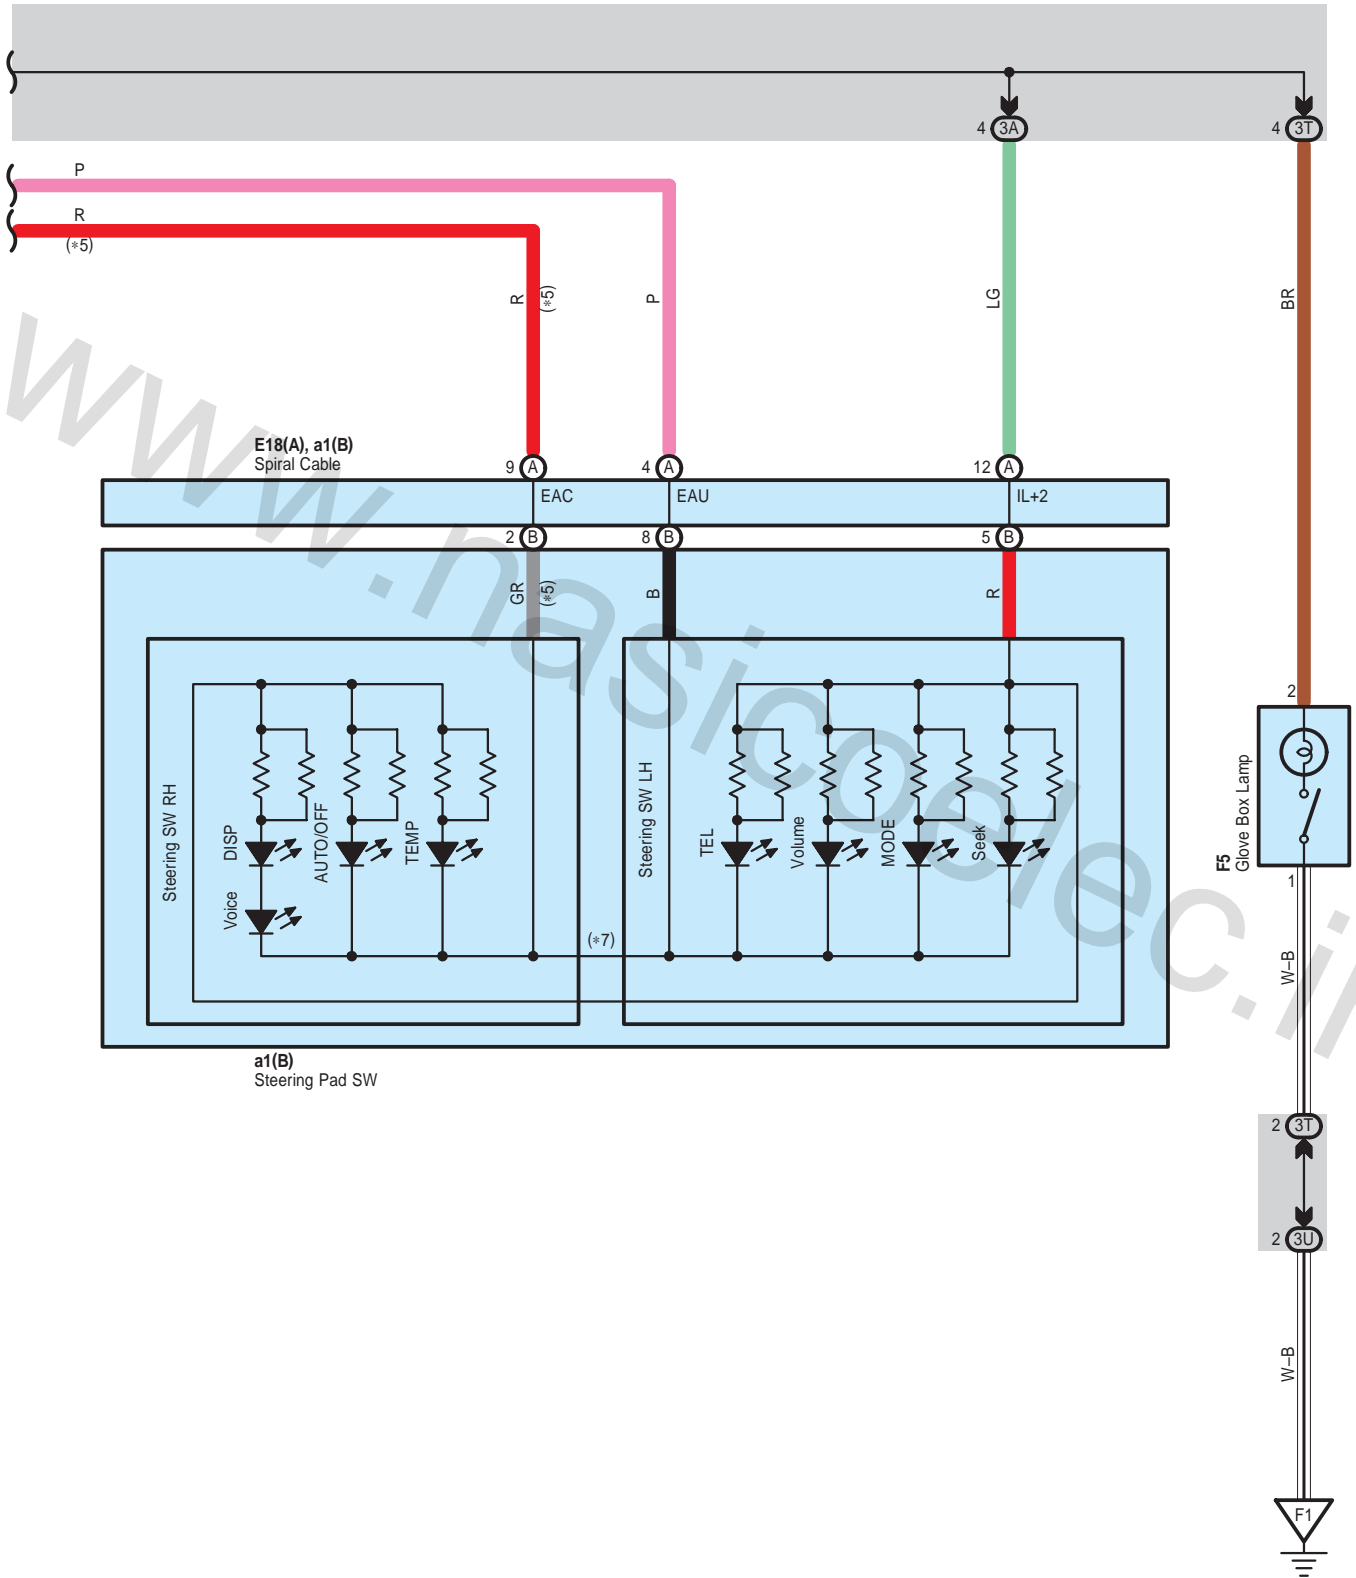 4 3A
4 3T
P
R
(∗5)
R
(∗5)
P
LG
BR
E18(A), a1(B)
Spiral Cable
9 A
4 A
12 A
EAC
EAU
IL+2
2 B
8 B
5 B
GR
(∗5)
B
R
2
Steering SW RH
DISP
AUTO/OFF
TEMP
Voice
Steering SW LH
TEL
Volume
MODE
Seek
(∗7)
F5
Glove Box Lamp
1
W–B
a1(B)
Steering Pad SW
2 3T
2 3U
W–B
F1
www.nasicoelec.ir